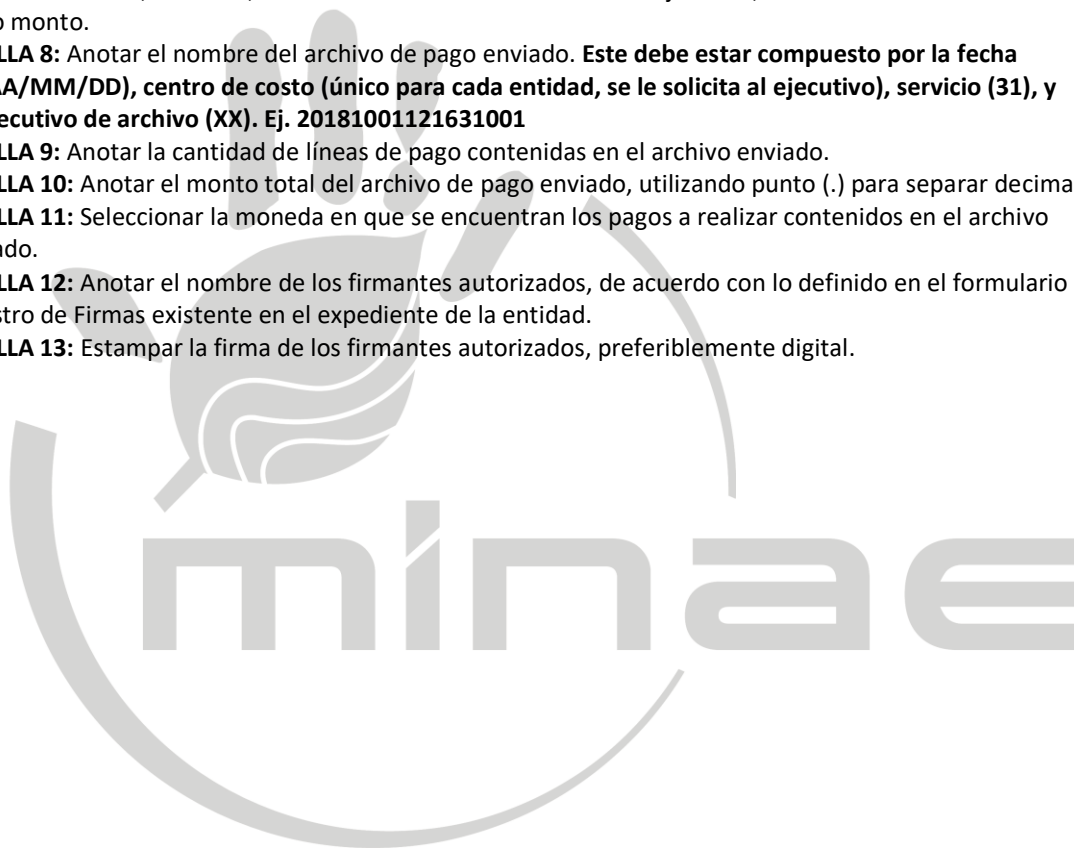 o monto.
LLA 8: Anotar el nombre del archivo de pago enviado. Este debe estar compuesto por la fecha
AA/MM/DD), centro de costo (único para cada entidad, se le solicita al ejecutivo), servicio (31), y
ecutivo de archivo (XX). Ej. 20181001121631001
LLA 9: Anotar la cantidad de líneas de pago contenidas en el archivo enviado.
LLA 10: Anotar el monto total del archivo de pago enviado, utilizando punto (.) para separar decima
LLA 11: Seleccionar la moneda en que se encuentran los pagos a realizar contenidos en el archivo
ado.
LLA 12: Anotar el nombre de los firmantes autorizados, de acuerdo con lo definido en el formulario
stro de Firmas existente en el expediente de la entidad.
LLA 13: Estampar la firma de los firmantes autorizados, preferiblemente digital.
minae